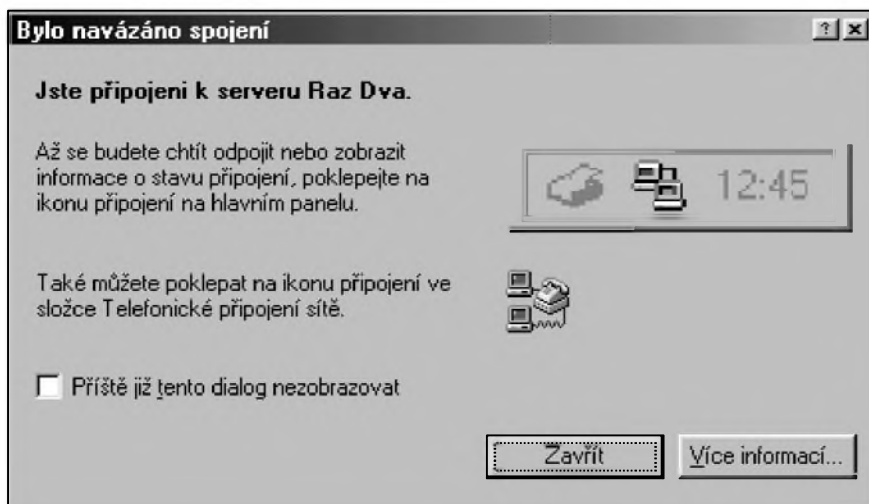 Bylo navázáno spojení
Jste připojeni k serveru Raz Dva.
Až se budete chtít odpojit nebo zobrazit
informace o stavu připojení, poklepejte na
ikonu připojení na hlavním panelu.
12:45
Také můžete poklepat na ikonu připojení ve
složce Telefonické připojení sítě.
Příště již tento dialog nezobrazovat
Zavřít
Více informací...